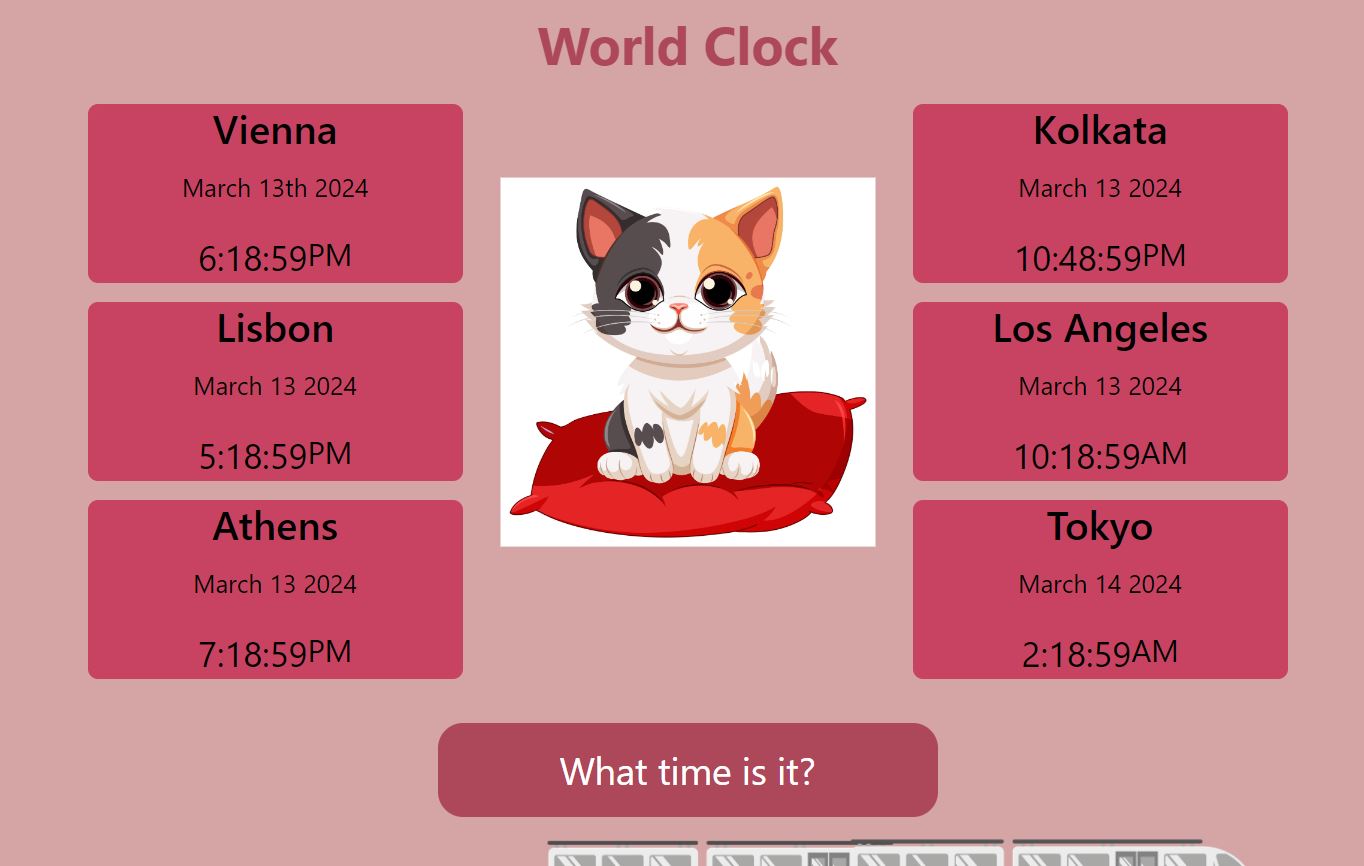 World Clock
Vienna
March 13th 2024
6:18:59PM
Lisbon
March 13 2024
5:18:59PM
Athens
March 13 2024
7:18:59PM
Kolkata
March 13 2024
10:48:59PM
Los Angeles
March 13 2024
10:18:59AM
Tokyo
March 14 2024
2:18:59AM
What time is it?